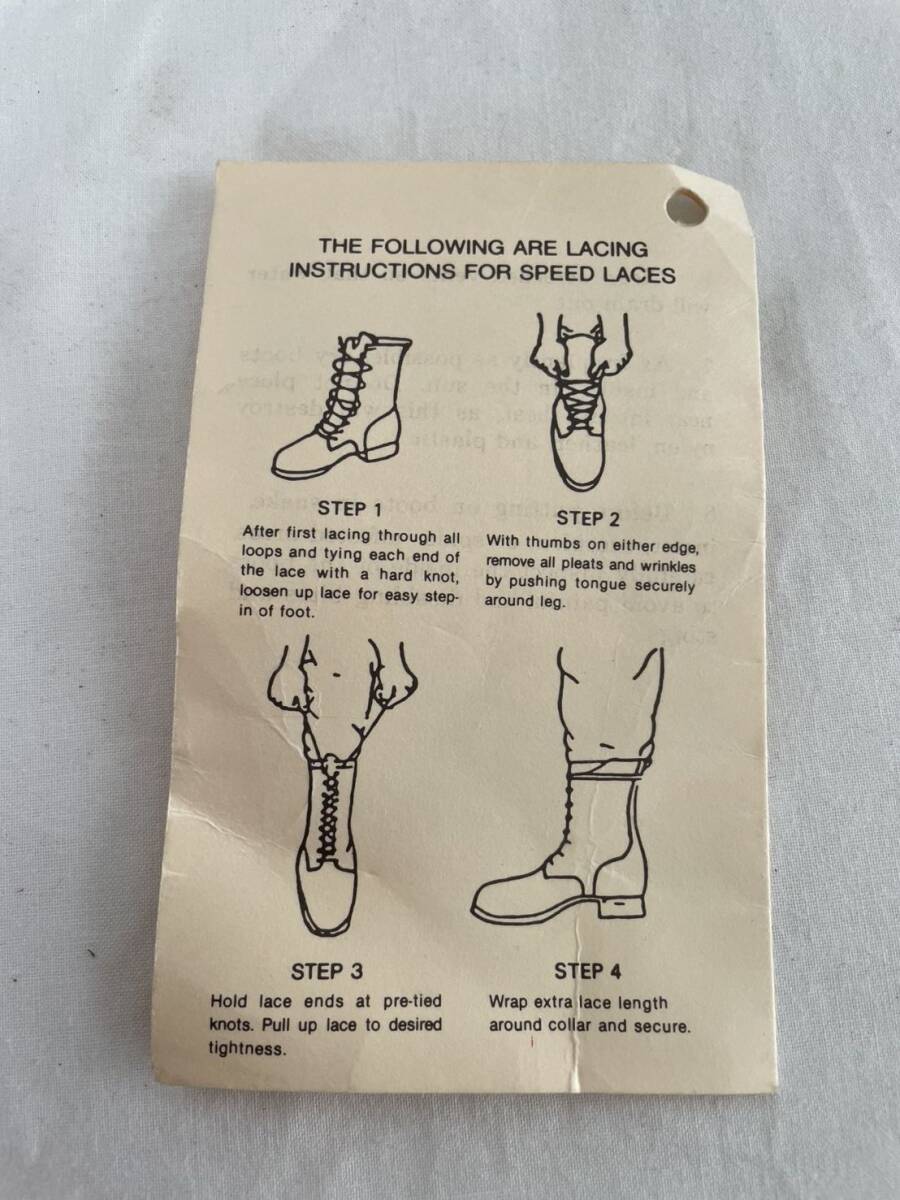 THE FOLLOWING ARE LACING
INSTRUCTIONS FOR SPEED LACES
STEP 1
After first lacing through all
loops and tying each end of
the lace with a hard knot,
loosen up lace for easy step-
in of foot.
STEP 2
With thumbs on either edge,
remove all pleats and wrinkles
by pushing tongue securely
around leg.
STEP 3
Hold lace ends at pre-tied
knots. Pull up lace to desired
tightness.
STEP 4
Wrap extra lace length
around collar and secure.